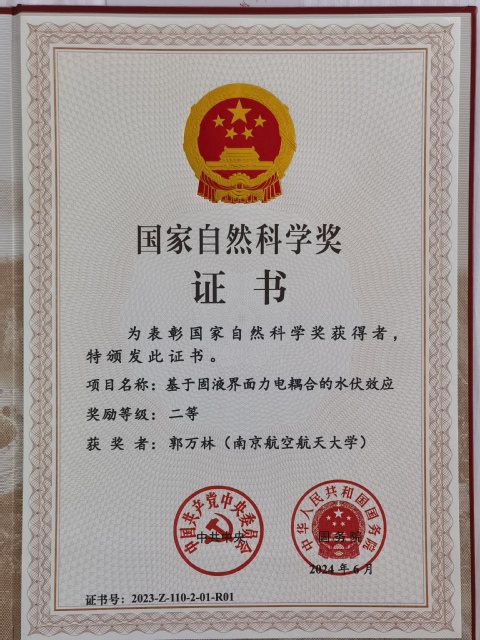 国家自然科学奖
证书
为表彰国家自然科学奖获得者，
特颁发此证书。
项目名称：基于固液界面力电耦合的水伏效应
奖励等级：二等
获奖者：郭万林（南京航空航天大学）
中国共产党中央委员会
中共中央
中华人民共和国国务院
国务院
2024年6月
证书号：2023-Z-110-2-01-R01